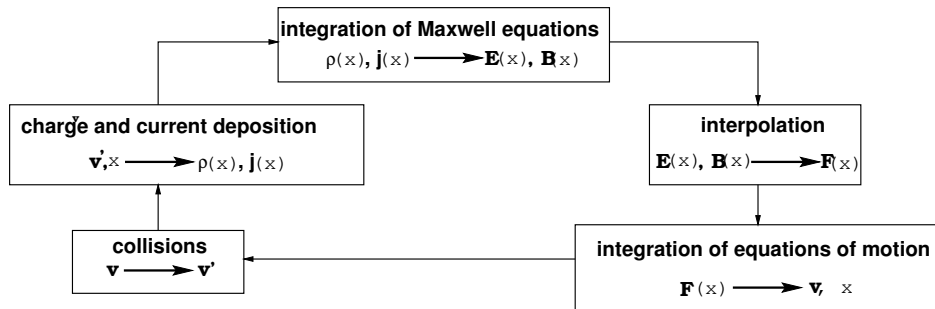 integration of Maxwell equations
ρ(x), j(x) ⟶ E(x), B(x)
interpolation
E(x), B(x) ⟶ F(x)
integration of equations of motion
F(x) ⟶ v, x
collisions
v ⟶ v'
charge and current deposition
v',x ⟶ ρ(x), j(x)